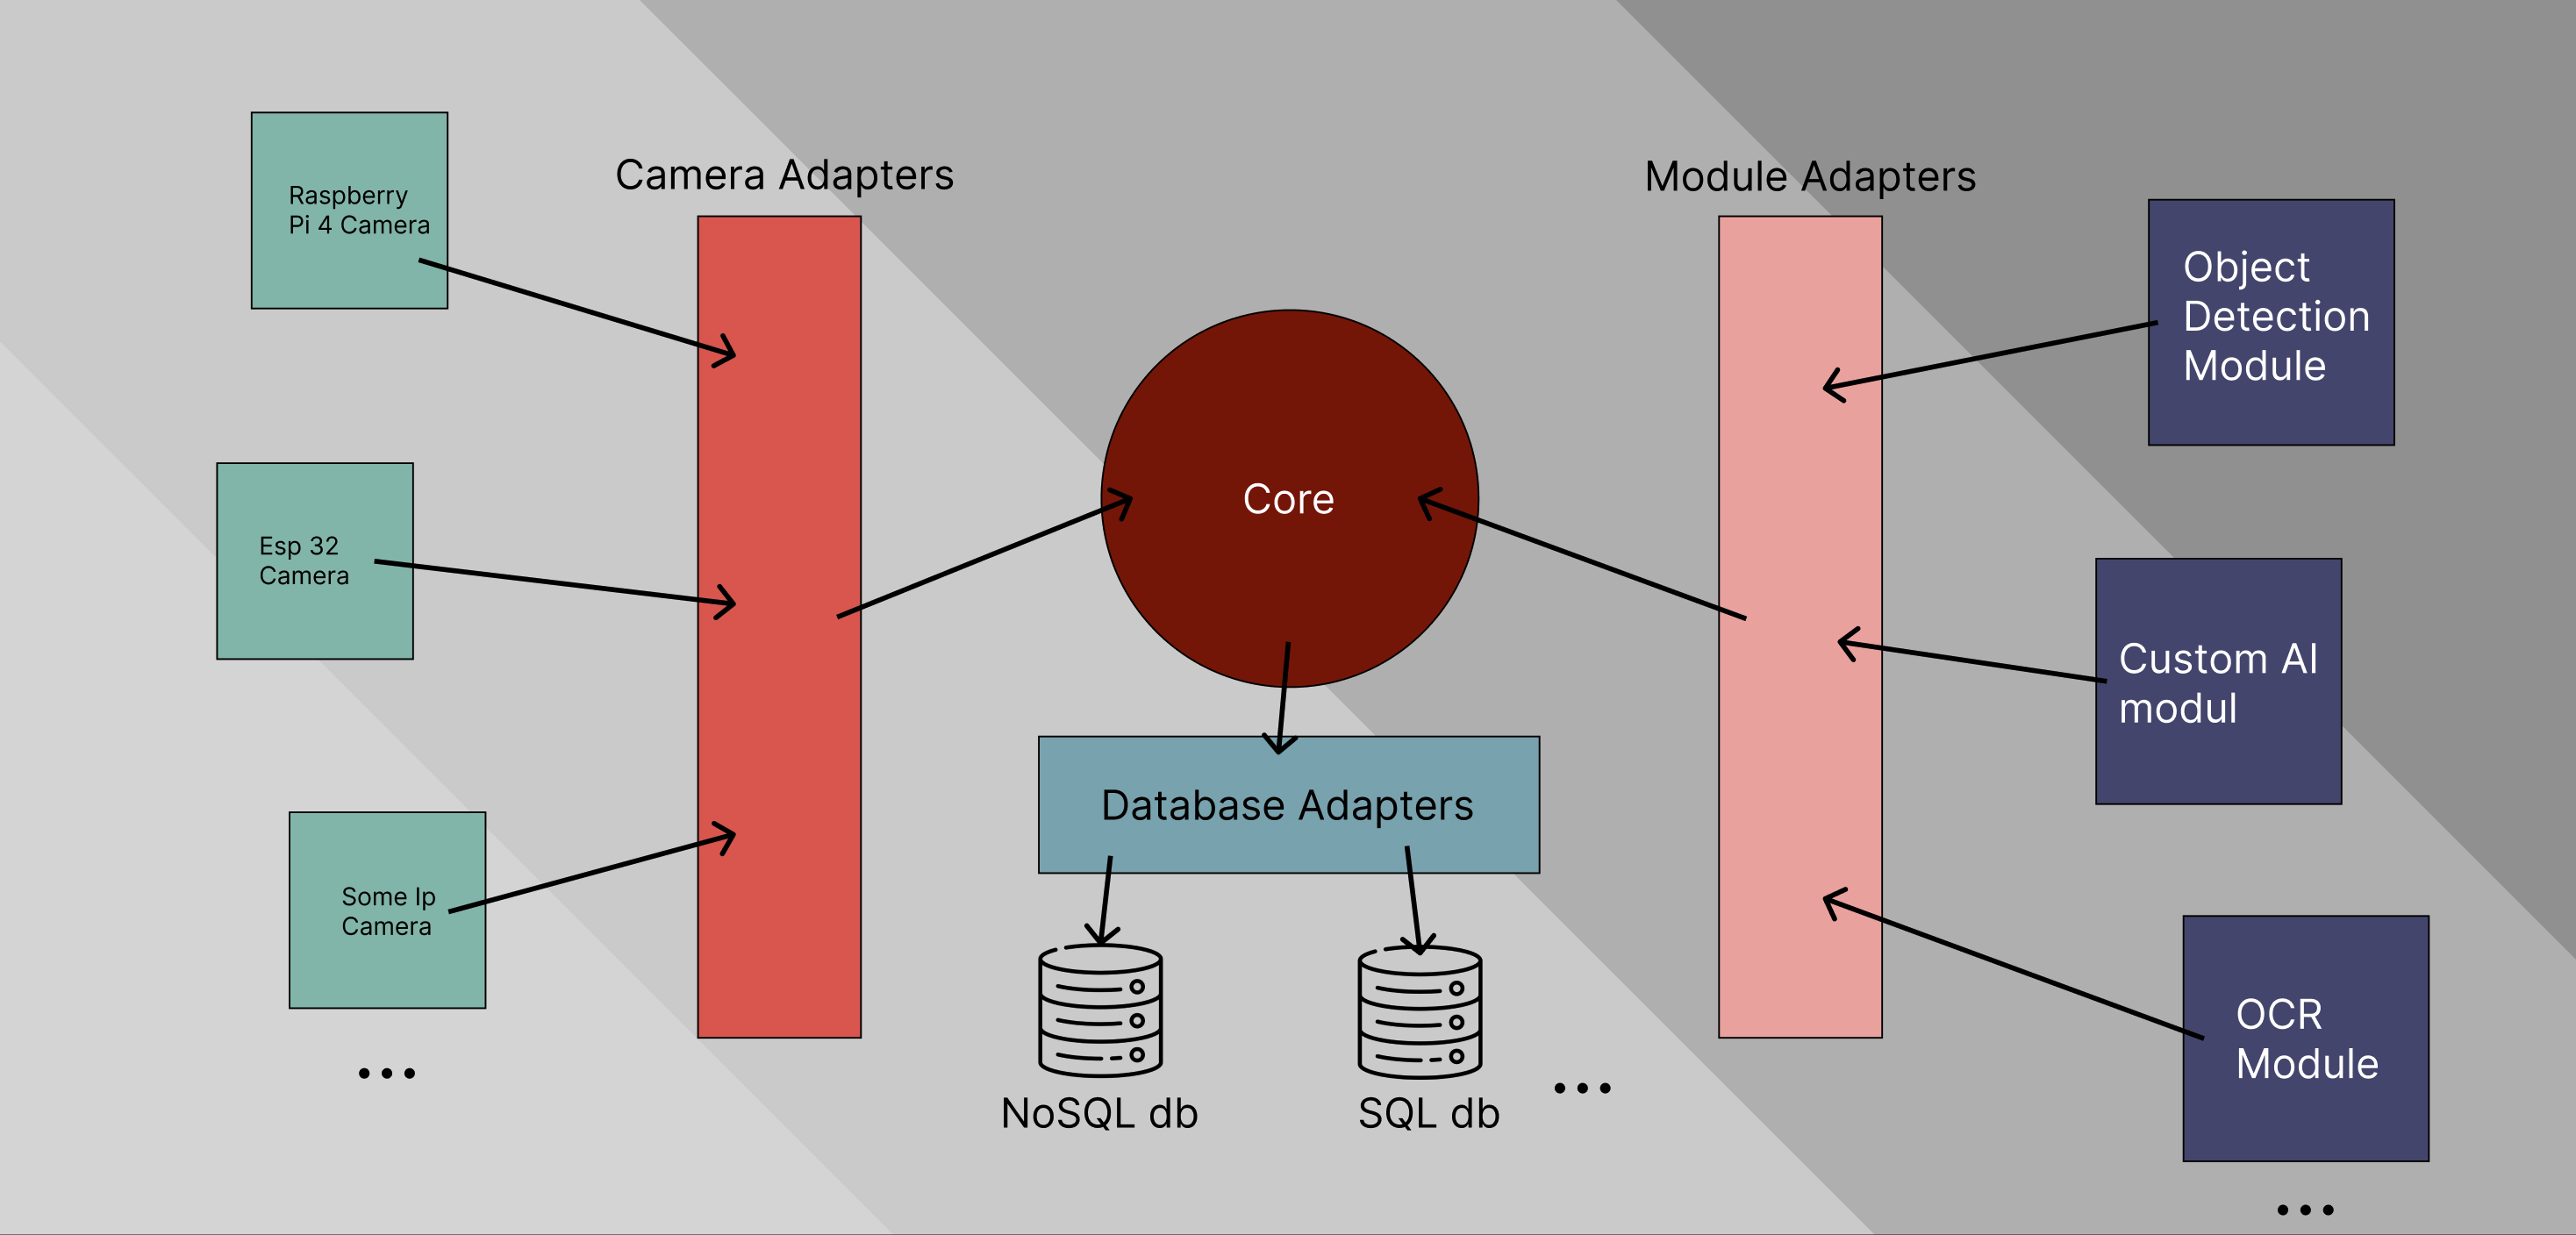 Camera Adapters
Module Adapters
Raspberry
Pi 4 Camera
Object
Detection
Module
Core
Esp 32
Camera
Custom AI
modul
Database Adapters
Some Ip
Camera
OCR
Module
...
NoSQL db
SQL db
...
...